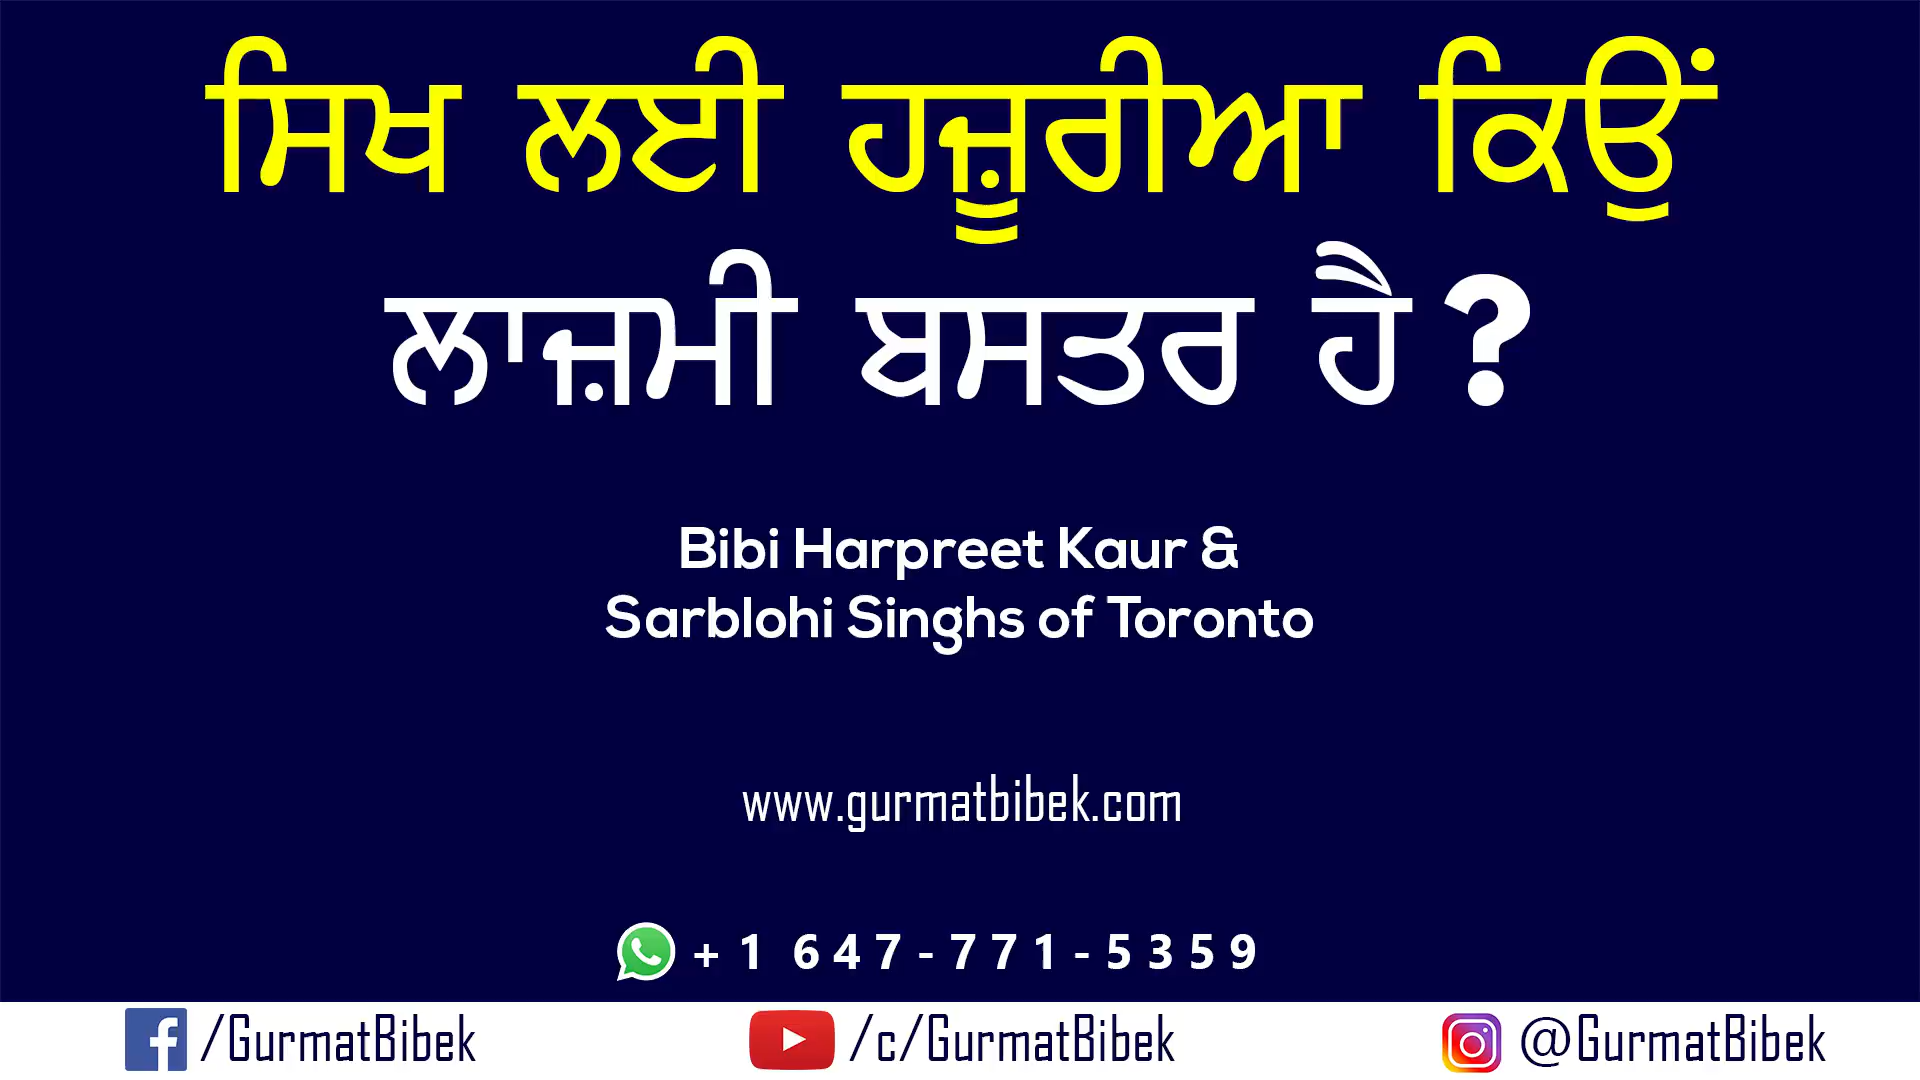 ਸਿਖ ਲਈ ਹਜ਼ੂਰੀਆ ਕਿਉਂ
ਲਾਜ਼ਮੀ ਬਸਤਰ ਹੈ ?
Bibi Harpreet Kaur &
Sarblohi Singhs of Toronto
www.gurmatbibek.com
+ 1 647-771-5359
/GurmatBibek
/c/GurmatBibek
@GurmatBibek